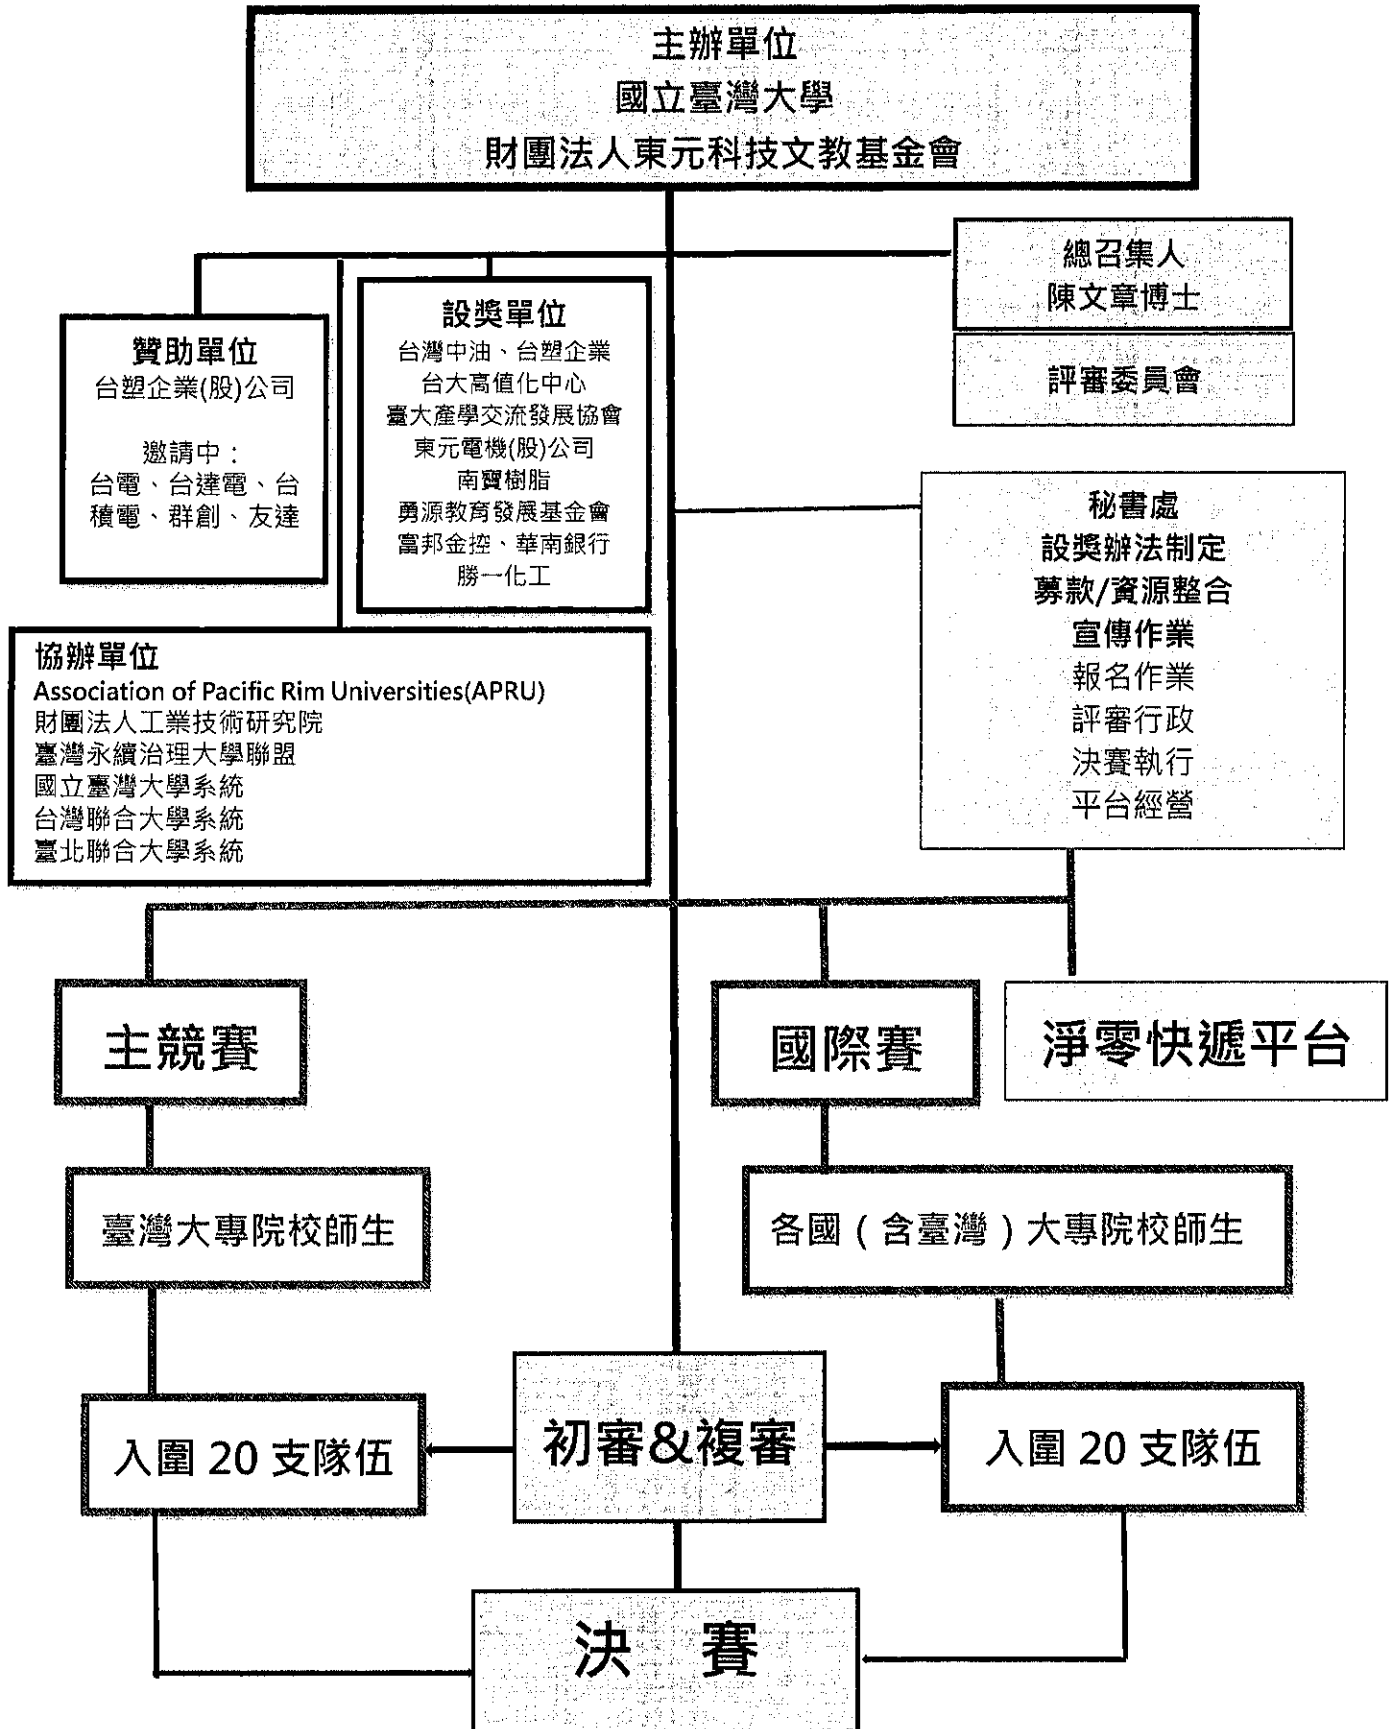 主辦單位
國立臺灣大學
財團法人東元科技文教基金會
總召集人
陳文章博士
評審委員會
設獎單位
台灣中油、台塑企業
台大高值化中心
臺大產學交流發展協會
東元電機(股)公司
南寶樹脂
勇源教育發展基金會
富邦金控、華南銀行
勝一化工
贊助單位
台塑企業(股)公司
邀請中：
台電、台達電、台
積電、群創、友達
秘書處
設獎辦法制定
募款/資源整合
宣傳作業
報名作業
評審行政
決賽執行
平台經營
協辦單位
Association of Pacific Rim Universities(APRU)
財團法人工業技術研究院
臺灣永續治理大學聯盟
國立臺灣大學系統
台灣聯合大學系統
臺北聯合大學系統
主競賽
國際賽
淨零快遞平台
臺灣大專院校師生
各國（含臺灣）大專院校師生
入圍 20 支隊伍
初審&複審
入圍 20 支隊伍
決 賽